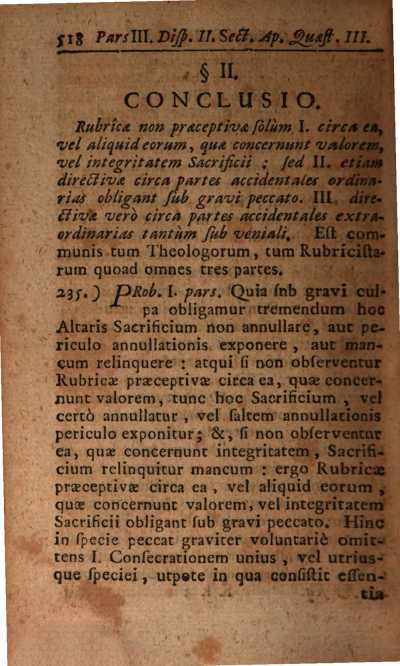 518 Pars III. Disp. II. Sect. Ap. Quæst. III.
§ II.
CONCLUSIO.
Rubricæ non præceptivæ ſolùm I. circa ea,
vel aliquid eorum, quæ concernunt valorem,
vel integritatem Sacrificii ; ſed II. etiam
directivæ circa partes accidentales ordina-
rias obligant ſub gravi peccato. III. dire-
ctivæ verò circa partes accidentales extra-
ordinarias tantùm ſub veniali. Eſt com-
munis tum Theologorum, tum Rubriciſta-
rum quoad omnes tres partes.
235.) PRob. I. pars. Quia ſnb gravi cul-
pa obligamur tremendum hoc
Altaris Sacrificium non annullare, aut pe-
riculo annullationis exponere , aut man-
cum relinquere : atqui ſi non obſerventur
Rubricæ præceptivæ circa ea, quæ concer-
nunt valorem, tunc hoc Sacrificium , vel
certò annullatur , vel ſaltem annullationis
periculo exponitur; &, ſi non obſerventur
ea, quæ concernunt integritatem, Sacrifi-
cium relinquitur mancum : ergo Rubricæ
præceptivæ circa ea , vel aliquid eorum ,
quæ concernunt valorem, vel integritatem
Sacrificii obligant ſub gravi peccato. Hinc
in ſpecie peccat graviter voluntariè omit-
tens I. Conſecrationem unius , vel utrius-
que ſpeciei , utpote in qua conſiſtit eſſen-
tia